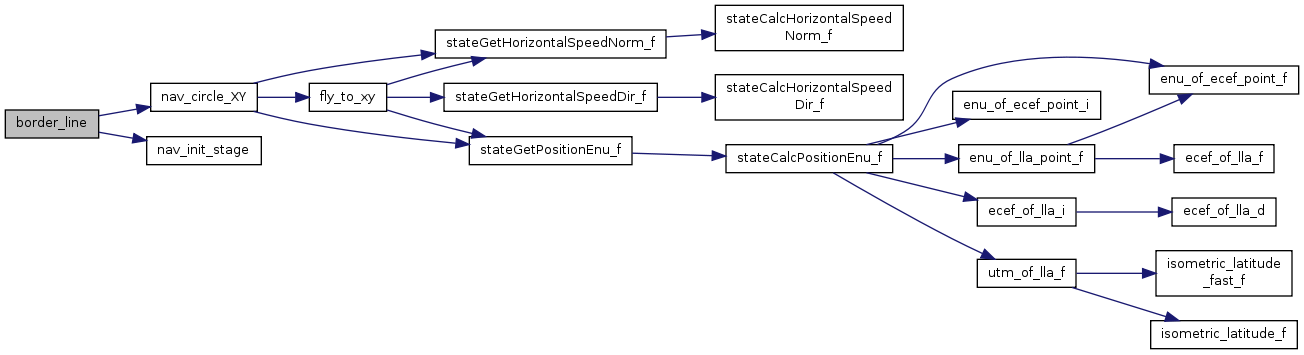 border_line
nav_circle_XY
nav_init_stage
fly_to_xy
stateGetHorizontalSpeedNorm_f
stateGetHorizontalSpeedDir_f
stateGetPositionEnu_f
stateCalcHorizontalSpeed
Norm_f
stateCalcHorizontalSpeed
Dir_f
stateCalcPositionEnu_f
enu_of_ecef_point_i
enu_of_lla_point_f
ecef_of_lla_i
utm_of_lla_f
enu_of_ecef_point_f
ecef_of_lla_f
ecef_of_lla_d
isometric_latitude
_fast_f
isometric_latitude_f